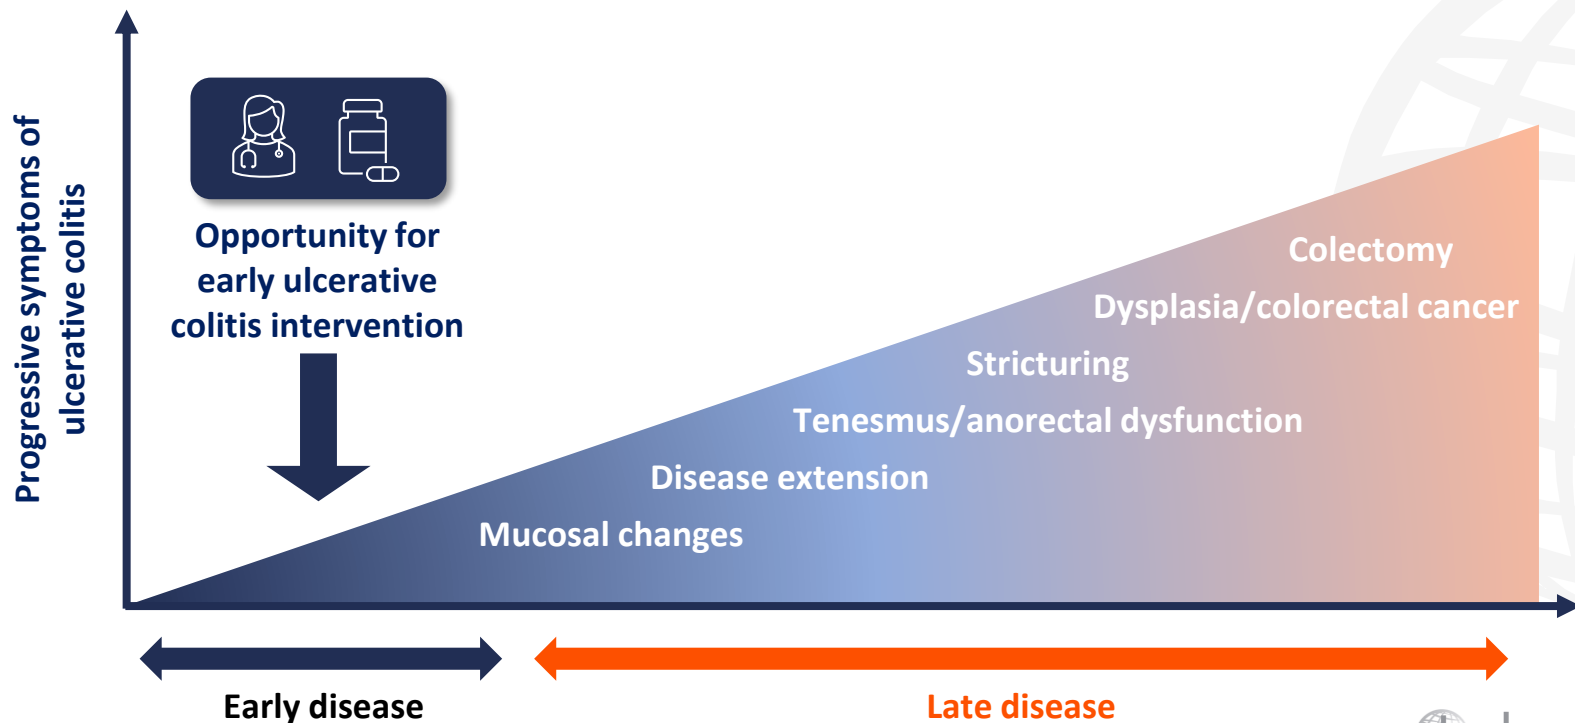 Progressive symptoms of
ulcerative colitis
Opportunity for
early ulcerative
colitis intervention
Colectomy
Dysplasia/colorectal cancer
Stricturing
Tenesmus/anorectal dysfunction
Disease extension
Mucosal changes
Early disease
Late disease